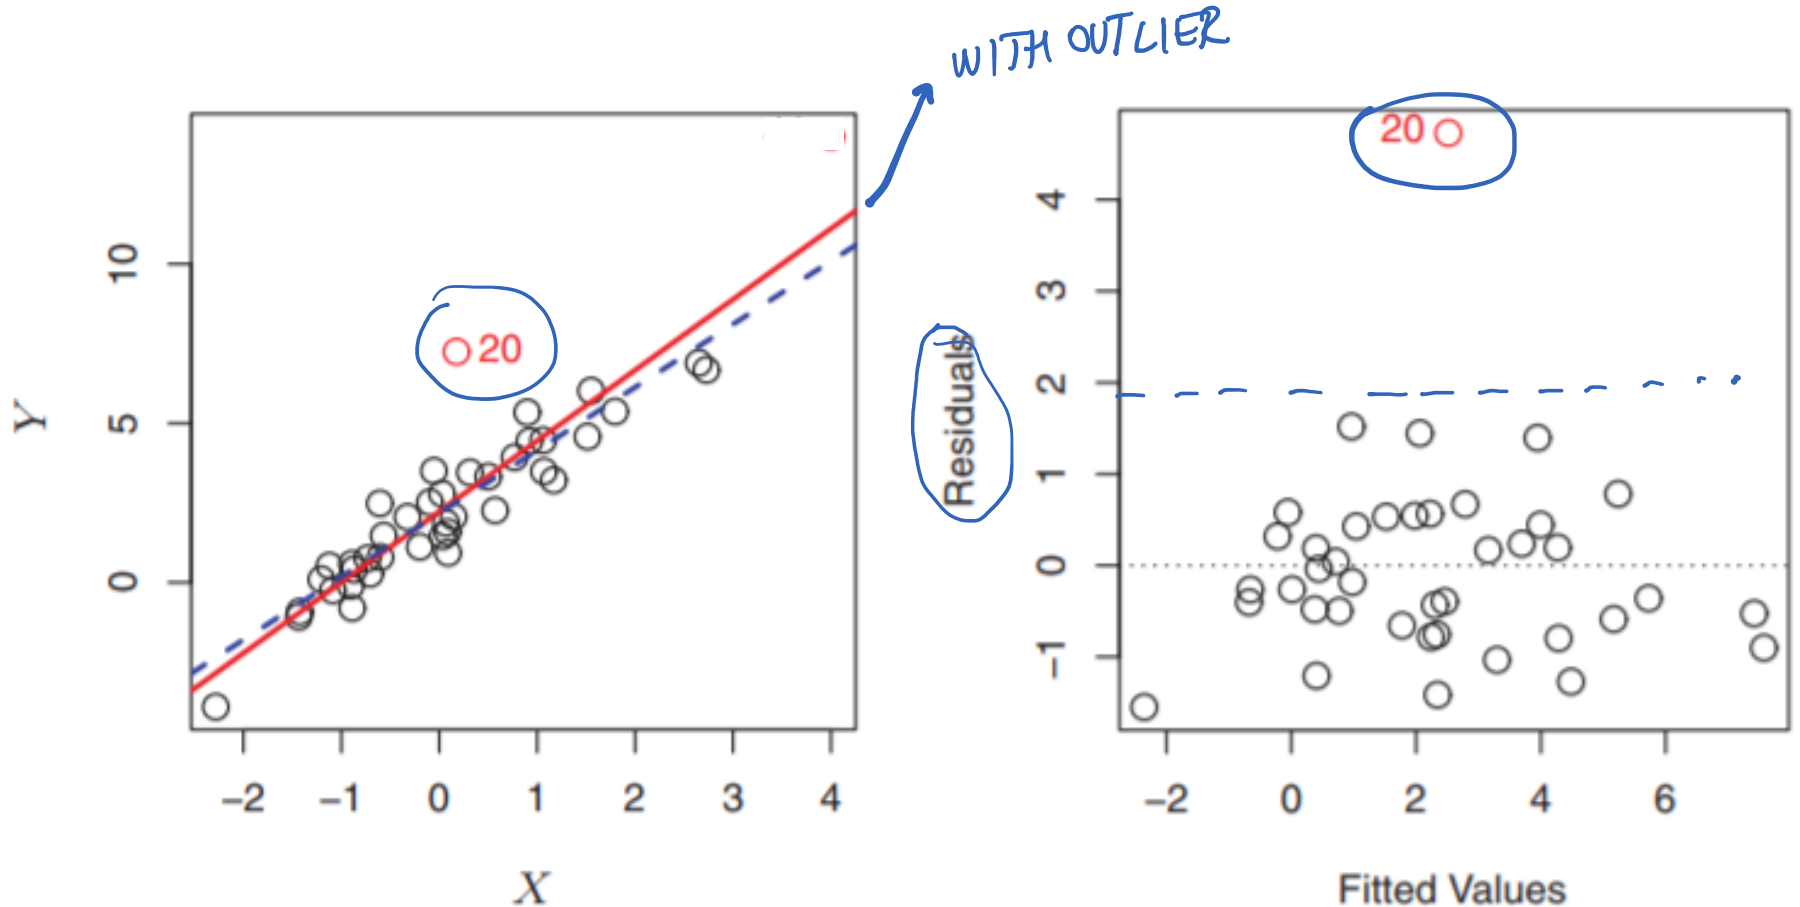 WITH OUTLIER
20
10
5
0
Y
−2 −1 0 1 2 3 4
X
20
4
3
2
1
0
−1
Residuals
−2 0 2 4 6
Fitted Values